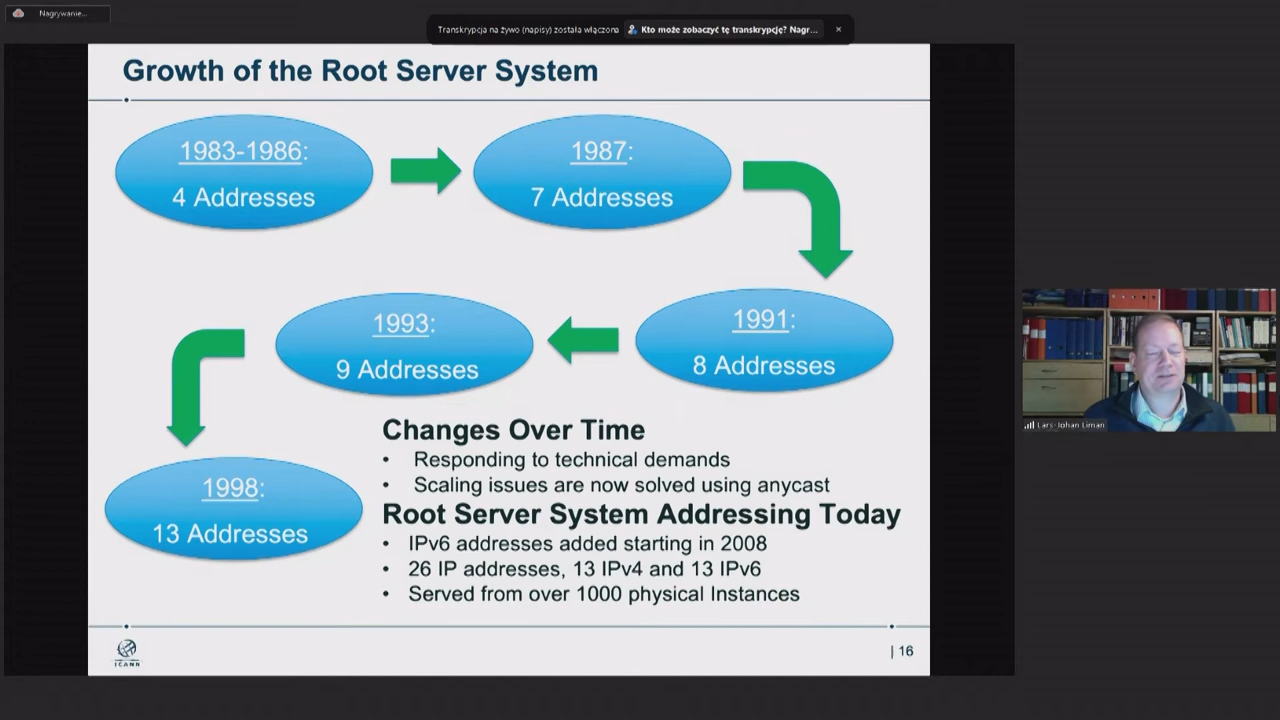 Nagrywanie...
Transkrypcja na żywo (napisy) została włączona
Kto może zobaczyć tę transkrypcję? Nagr...
Growth of the Root Server System
1983-1986:
4 Addresses
1987:
7 Addresses
1993:
9 Addresses
1991:
8 Addresses
1998:
13 Addresses
Changes Over Time
• Responding to technical demands
• Scaling issues are now solved using anycast
Root Server System Addressing Today
• IPv6 addresses added starting in 2008
• 26 IP addresses, 13 IPv4 and 13 IPv6
• Served from over 1000 physical Instances
ICANN
| 16
Lars-Johan Liman